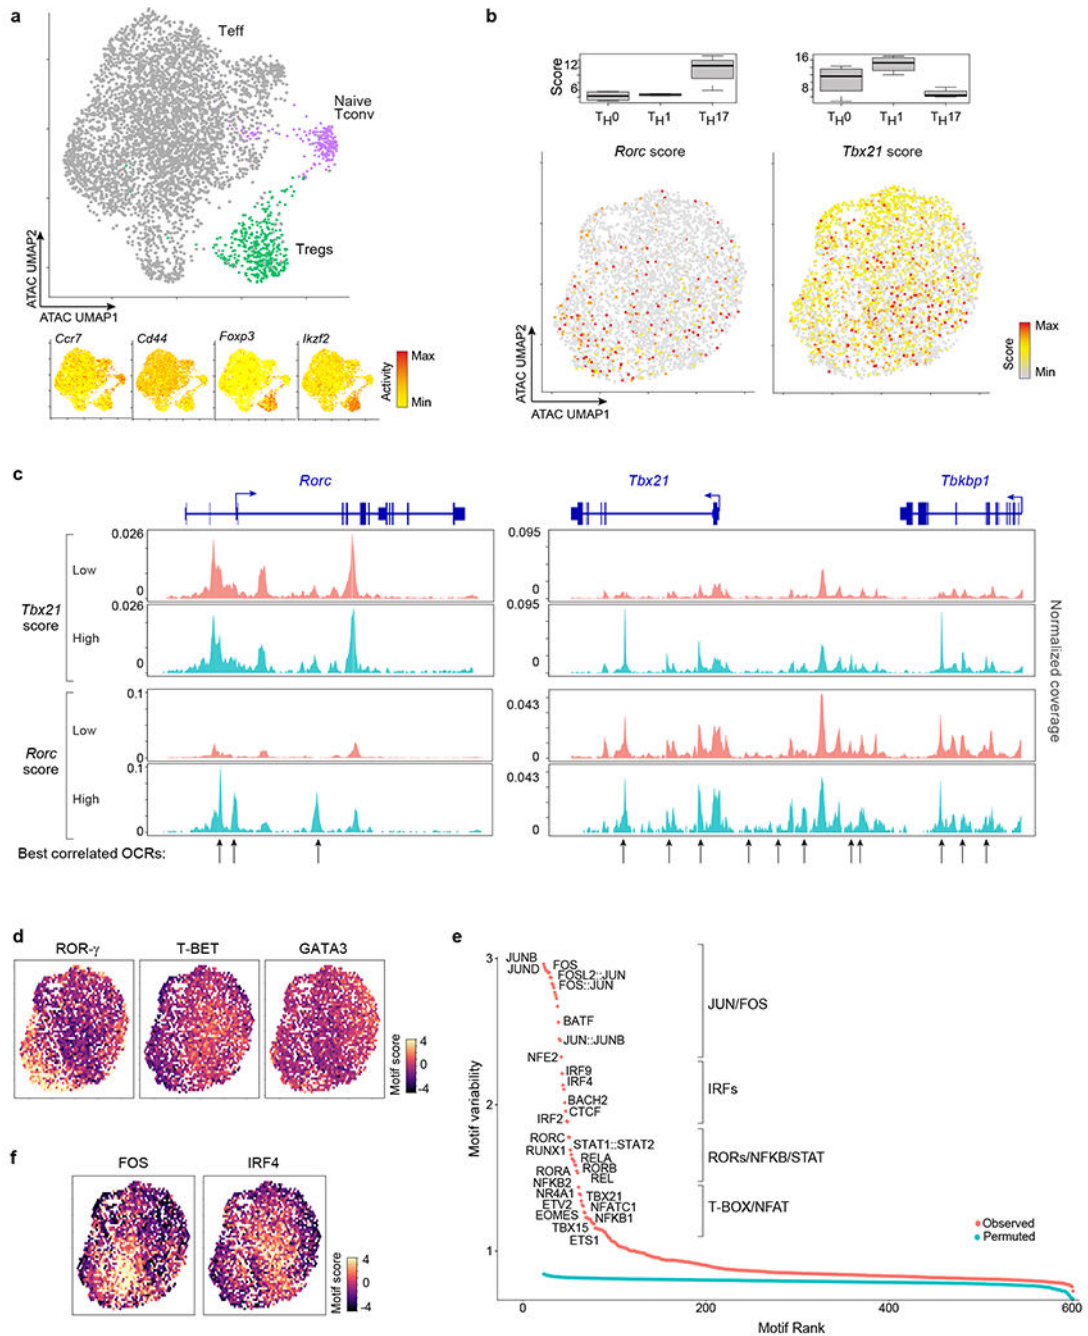 a
Teff
Naive
Tconv
Tregs
ATAC UMAP2
ATAC UMAP1
Ccr7
Cd44
Foxp3
Ikzf2
Activity
Max
Min
b
Score
12
6
TH0
TH1
TH17
16
8
TH0
TH1
TH17
Rorc score
Tbx21 score
ATAC UMAP2
ATAC UMAP1
Score
Max
Min
c
Rorc
Tbx21
Tbkbp1
Tbx21
score
Low
0.026
0
0.095
0
High
0.026
0
0.095
0
Rorc
score
Low
0.1
0
0.043
0
High
0.1
0
0.043
0
Normalized coverage
Best correlated OCRs:
d
ROR-γ
T-BET
GATA3
Motif score
4
0
-4
e
Motif variability
3
2
1
JUNB
FOS
JUND
FOSL2::JUN
FOS::JUN
BATF
JUN::JUNB
NFE2
IRF9
IRF4
BACH2
CTCF
IRF2
RORC
STAT1::STAT2
RUNX1
RELA
RORB
RORA
REL
NFKB2
NR4A1
TBX21
ETV2
NFATC1
EOMES
NFKB1
TBX15
ETS1
JUN/FOS
IRFs
RORs/NFKB/STAT
T-BOX/NFAT
Observed
Permuted
0
200
400
600
Motif Rank
f
FOS
IRF4
Motif score
4
0
-4